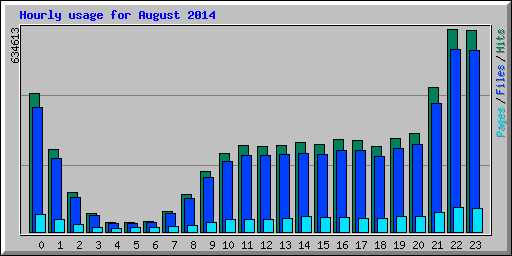 Hourly usage for August 2014
634613
Pages/Files/Hits
0 1 2 3 4 5 6 7 8 9 10 11 12 13 14 15 16 17 18 19 20 21 22 23